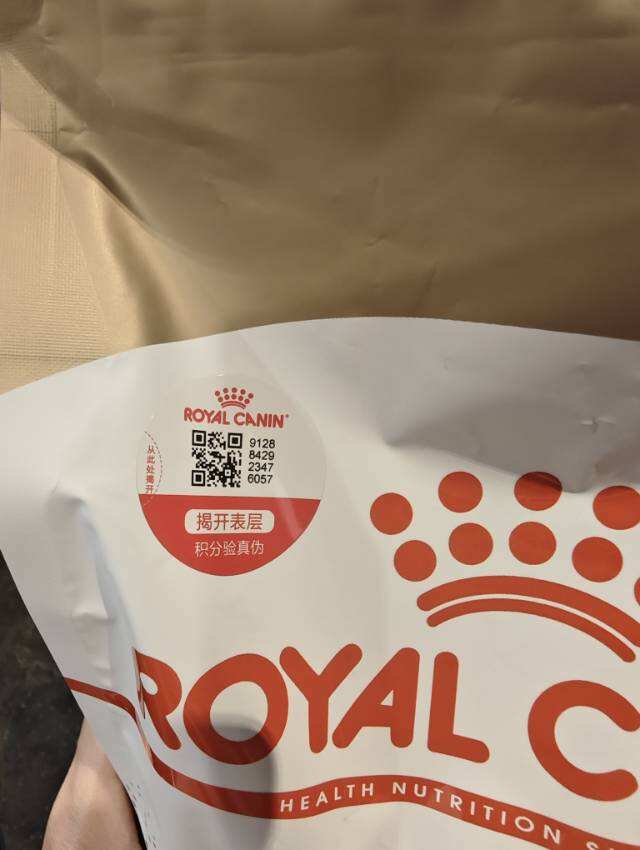 ROYAL CANIN®
9128
8429
2347
6057
从此处揭开
揭开表层
积分验真伪
ROYAL C
HEALTH NUTRITION S